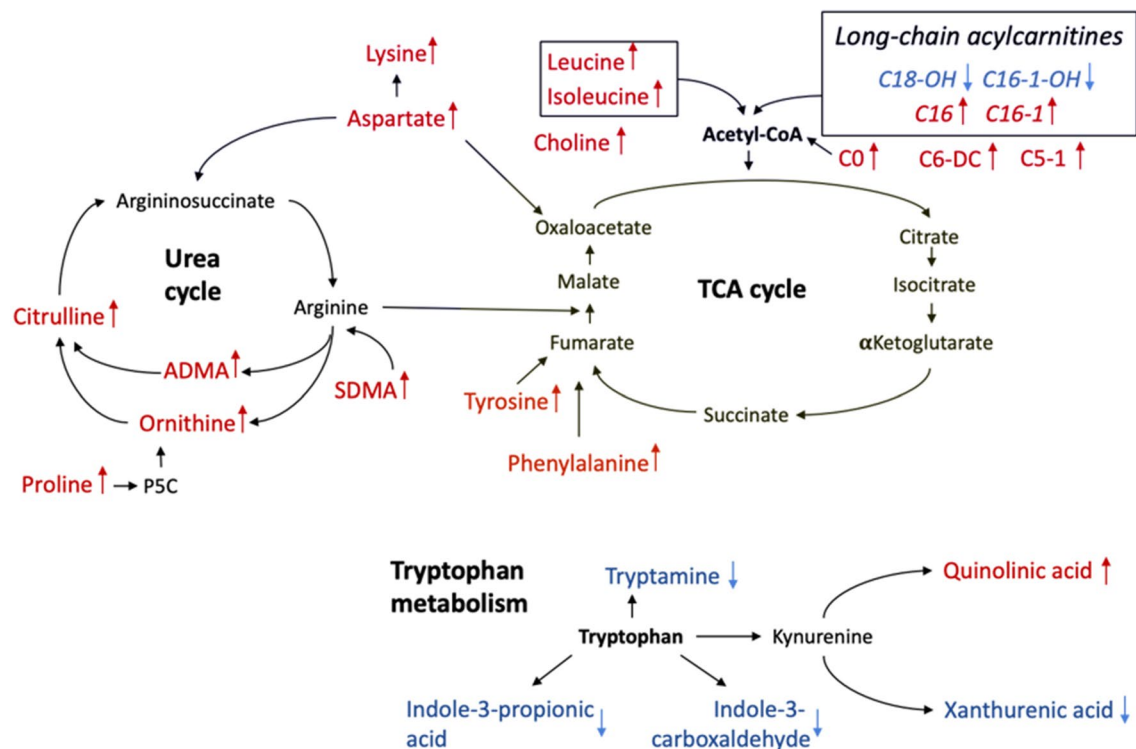 Lysine↑
Aspartate↑
Leucine↑
Isoleucine↑
Choline↑
Long-chain acylcarnitines
C18-OH↓ C16-1-OH↓
C16↑ C16-1↑
Acetyl-CoA
C0↑ C6-DC↑ C5-1↑
Argininosuccinate
Urea
cycle
Citrulline↑
Arginine
ADMA↑
SDMA↑
Ornithine↑
Proline↑
P5C
Oxaloacetate
Malate
Fumarate
TCA cycle
Citrate
Isocitrate
αKetoglutarate
Succinate
Tyrosine↑
Phenylalanine↑
Tryptophan
metabolism
Tryptamine↓
Tryptophan
Kynurenine
Quinolinic acid↑
Indole-3-propionic
acid↓
Indole-3-
carboxaldehyde↓
Xanthurenic acid↓